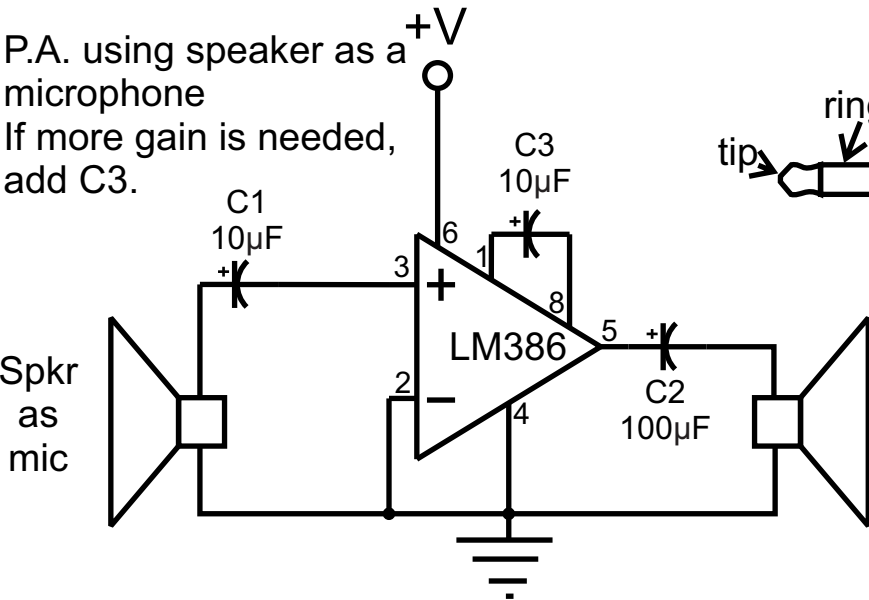 +V
P.A. using speaker as a
microphone
If more gain is needed,
add C3.
ring
tip
C3
10µF
+
C1
10µF
+
6
1
3
+
8
LM386
5
+
Spkr
as
mic
2
−
4
C2
100µF